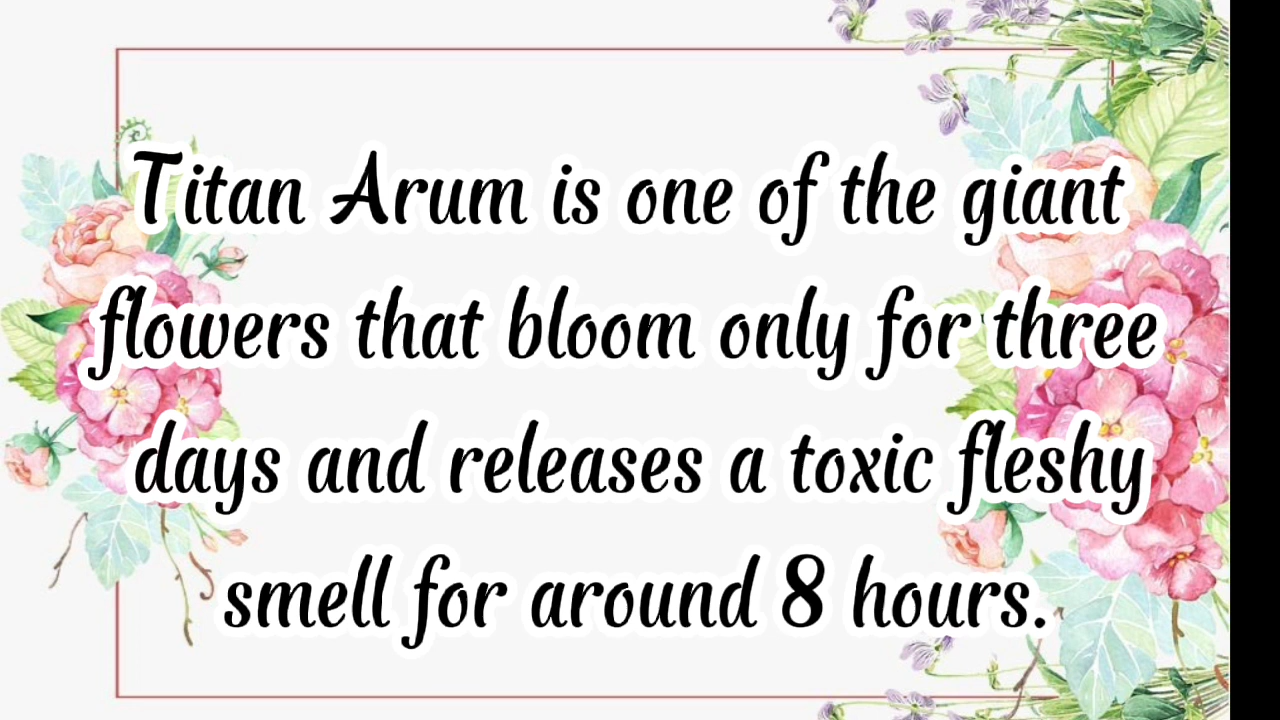 Titan Arum is one of the giant
flowers that bloom only for three
days and releases a toxic fleshy
smell for around 8 hours.